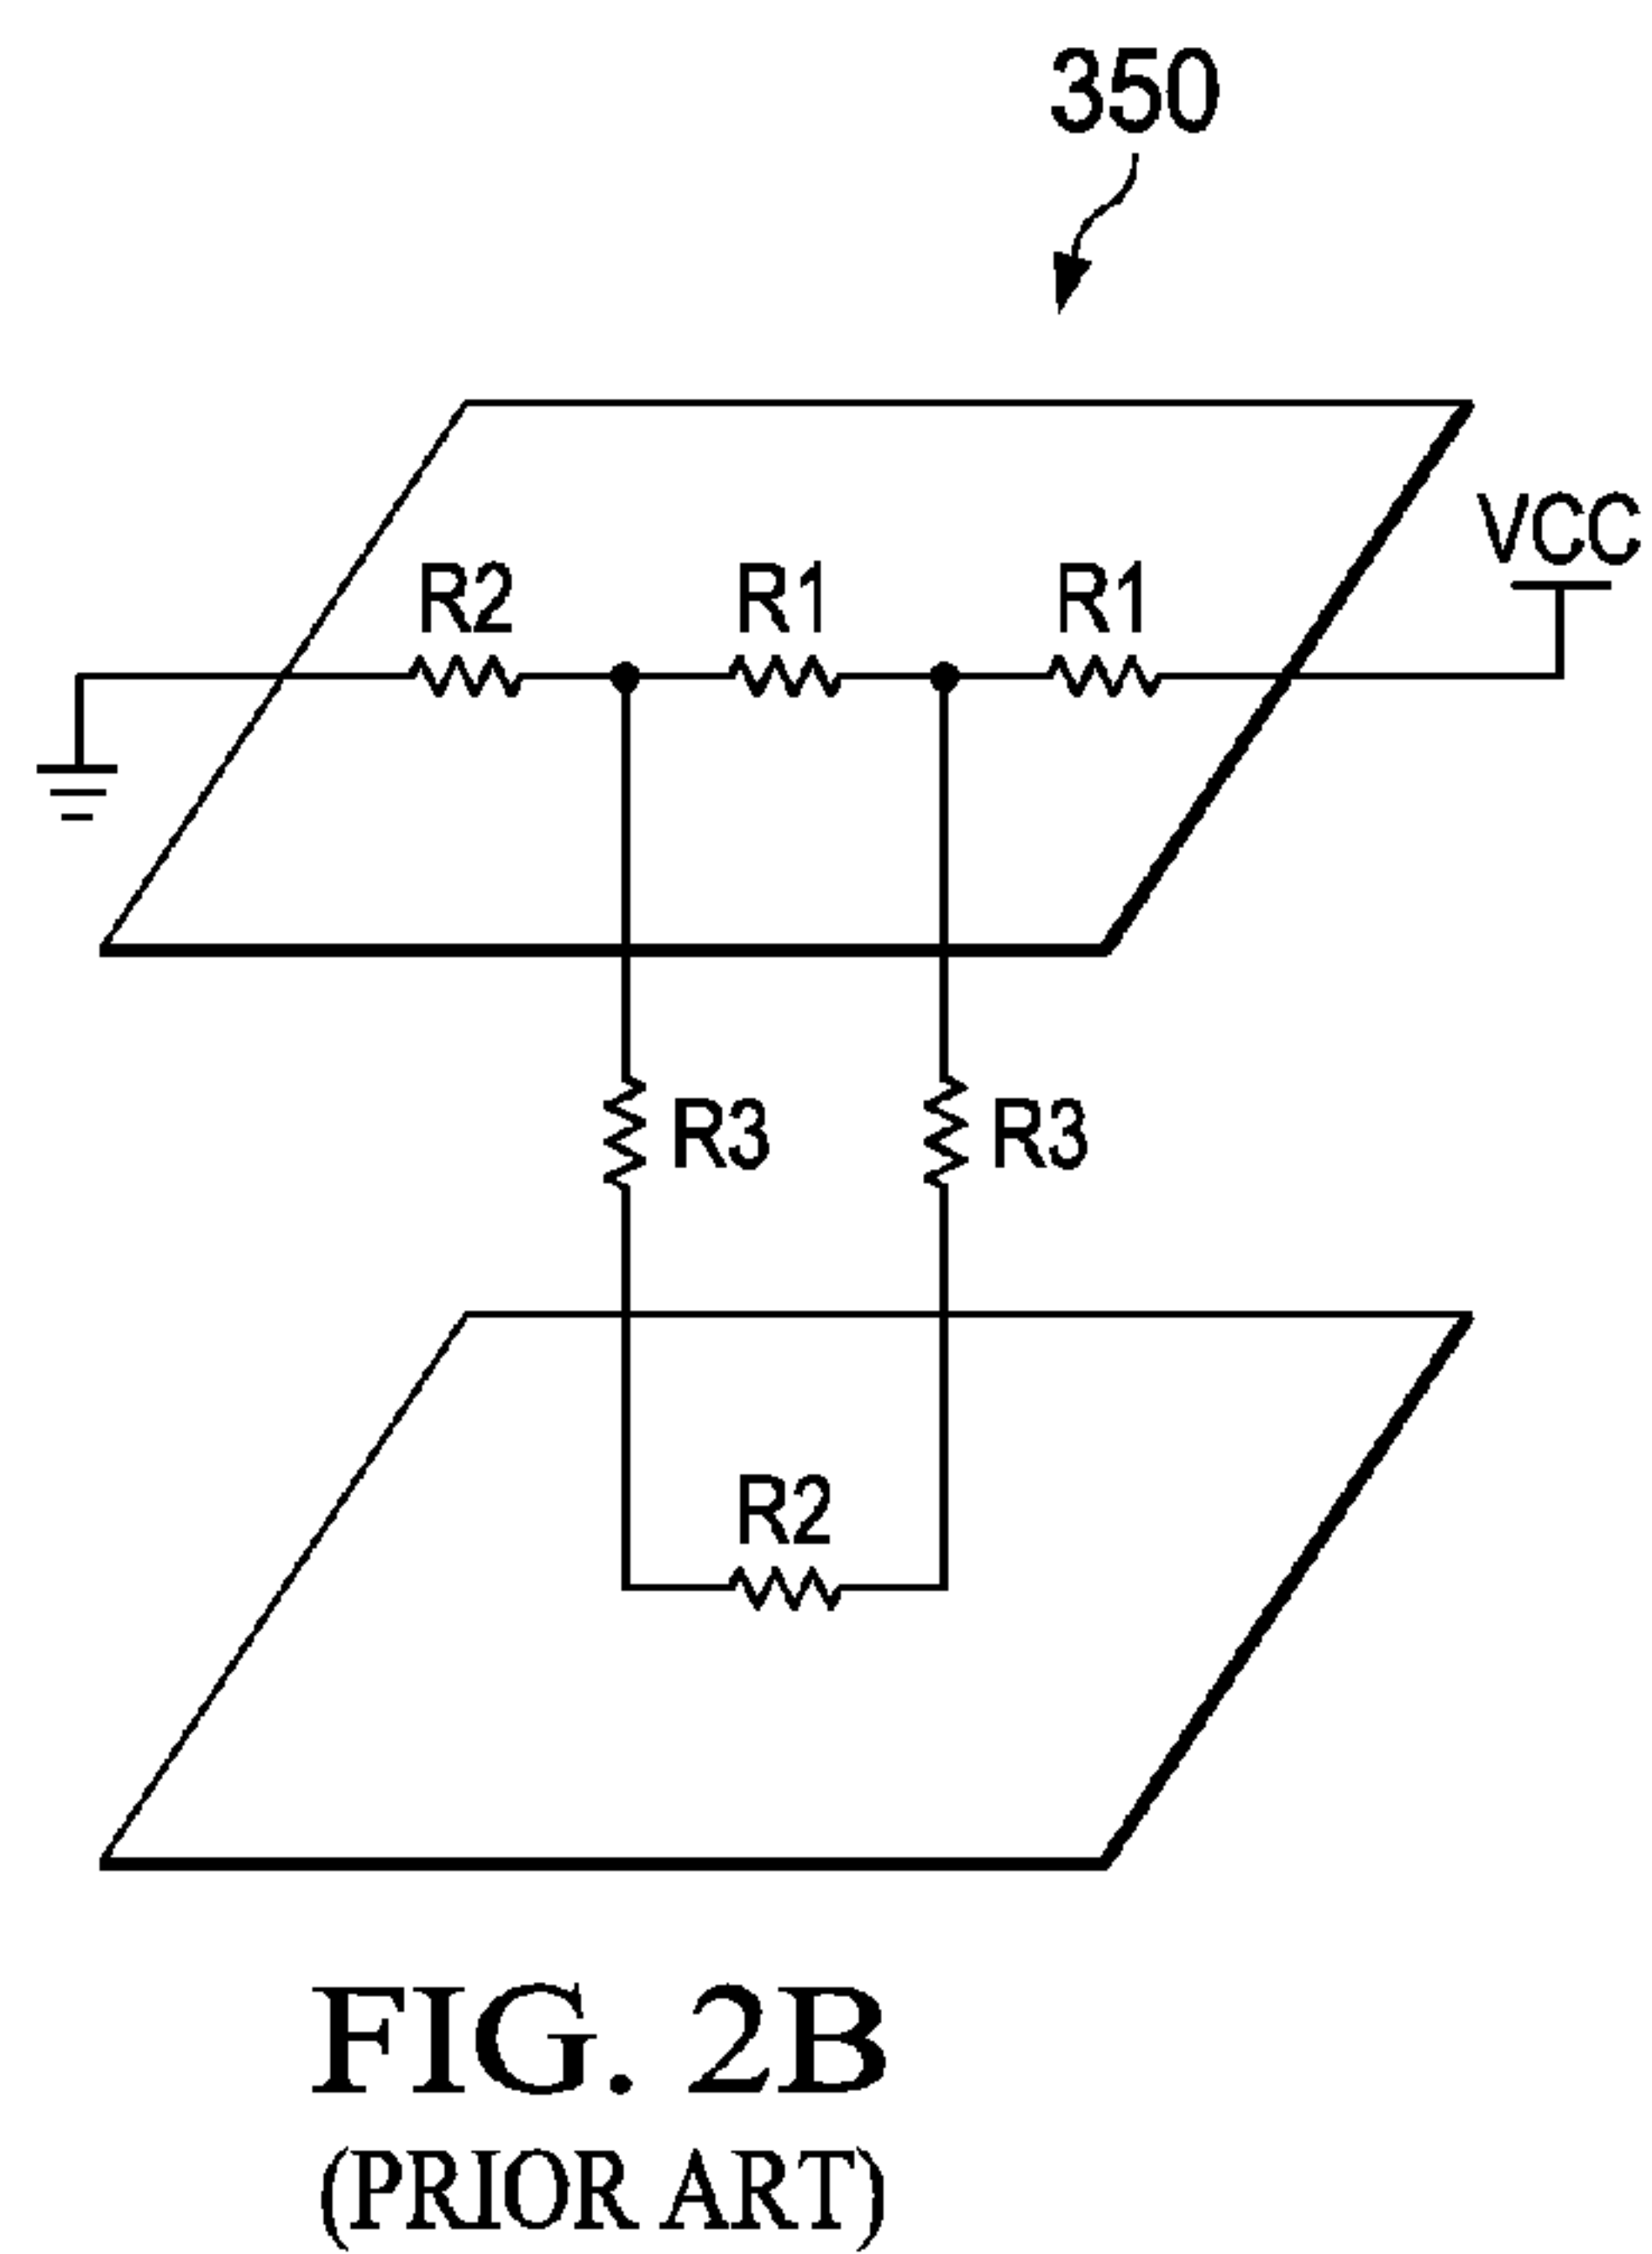 350
VCC
R2 R1 R1
R3 R3
R2
FIG. 2B
(PRIOR ART)